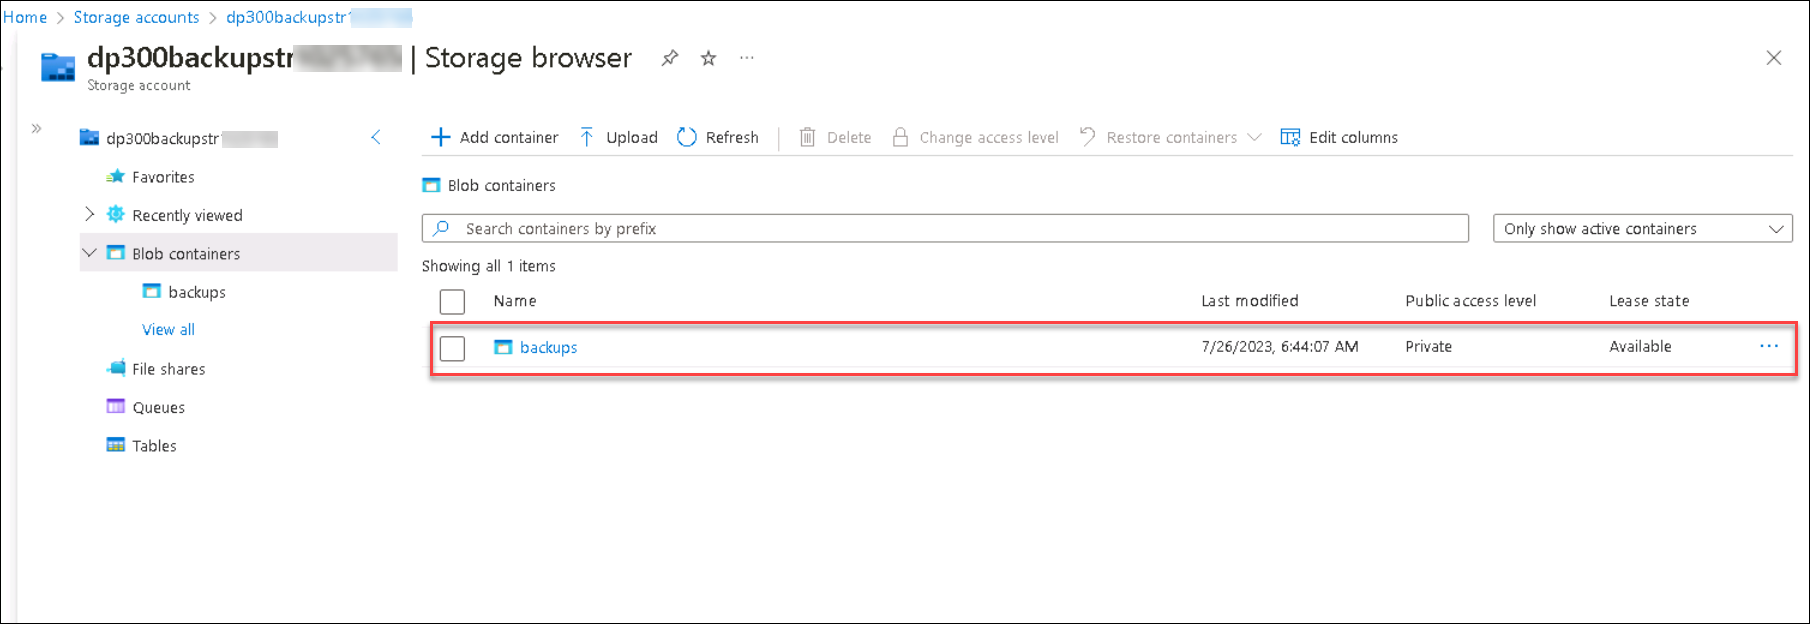 Home > Storage accounts > dp300backupstr
dp300backupstr | Storage browser
Storage account
dp300backupstr
Favorites
Recently viewed
Blob containers
backups
View all
File shares
Queues
Tables
Add container Upload Refresh Delete Change access level Restore containers Edit columns
Blob containers
Search containers by prefix Only show active containers
Showing all 1 items
Name Last modified Public access level Lease state
backups 7/26/2023, 6:44:07 AM Private Available